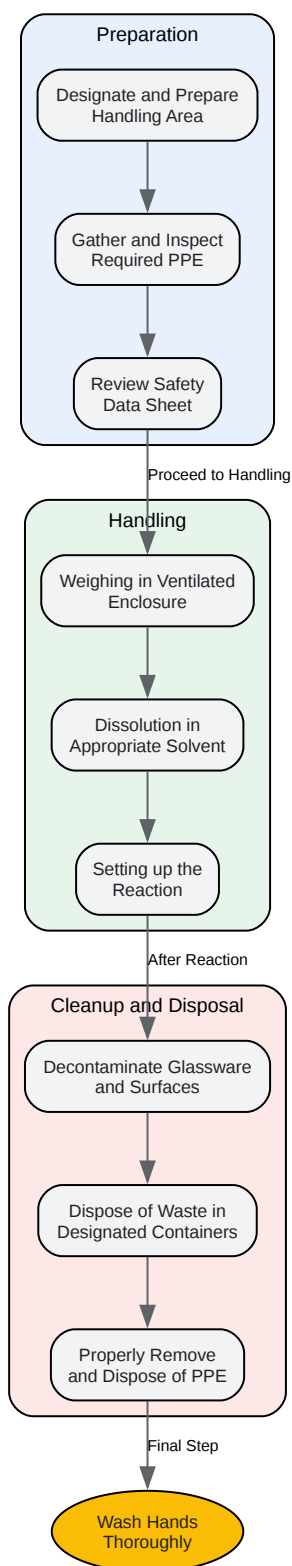 Preparation
Designate and Prepare
Handling Area
Gather and Inspect
Required PPE
Review Safety
Data Sheet
Proceed to Handling
Handling
Weighing in Ventilated
Enclosure
Dissolution in
Appropriate Solvent
Setting up the
Reaction
After Reaction
Cleanup and Disposal
Decontaminate Glassware
and Surfaces
Dispose of Waste in
Designated Containers
Properly Remove
and Dispose of PPE
Final Step
Wash Hands
Thoroughly